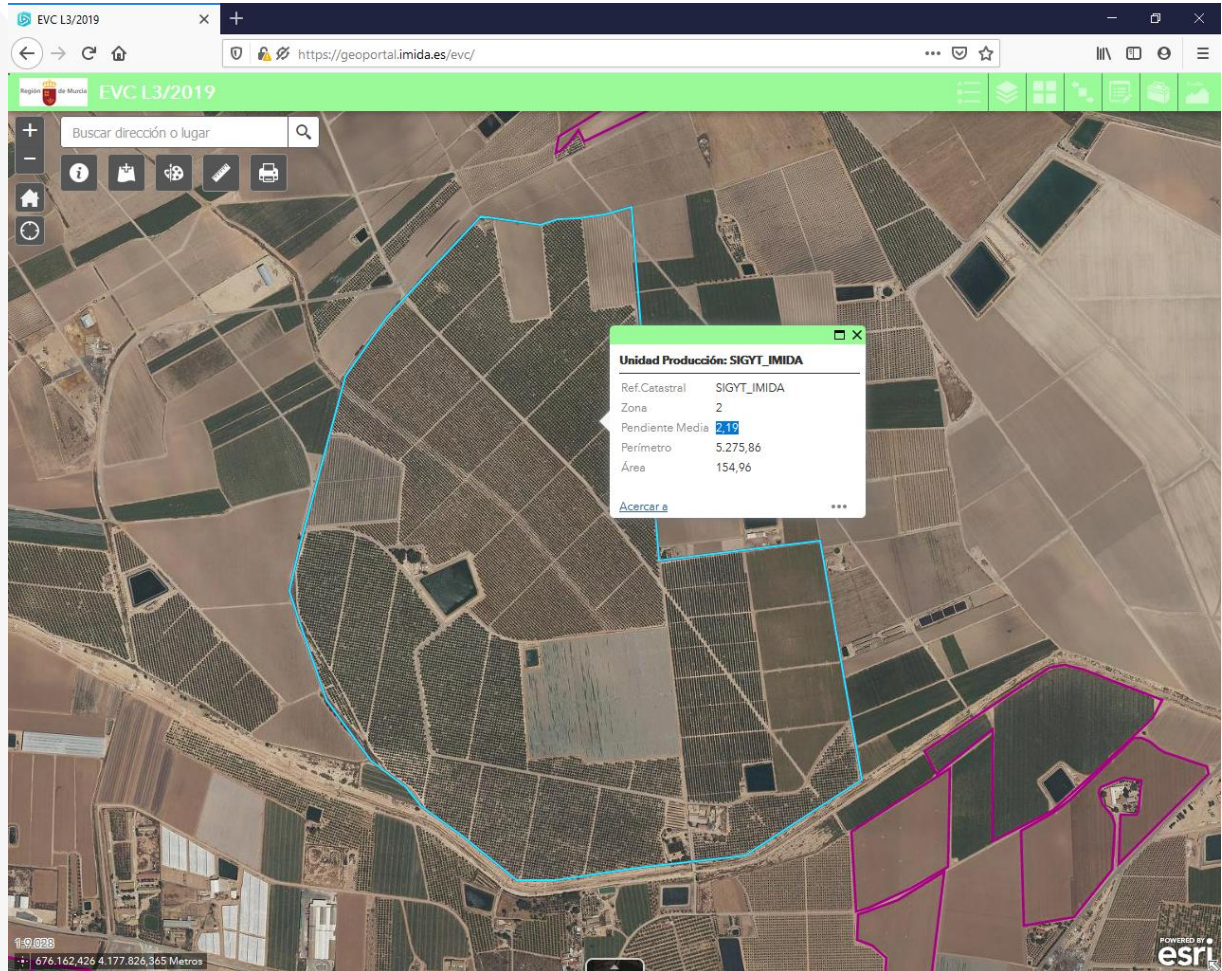 EVC L3/2019
https://geoportal.imida.es/evc/
Región de Murcia
EVC L3/2019
Buscar dirección o lugar
Unidad Producción: SIGYT_IMIDA
Ref.Catastral SIGYT_IMIDA
Zona 2
Pendiente Media 2,19
Perímetro 5.275,86
Área 154,96
Acercar a
1:9.028
676.162,426 4.177.826,365 Metros
POWERED BY
esri